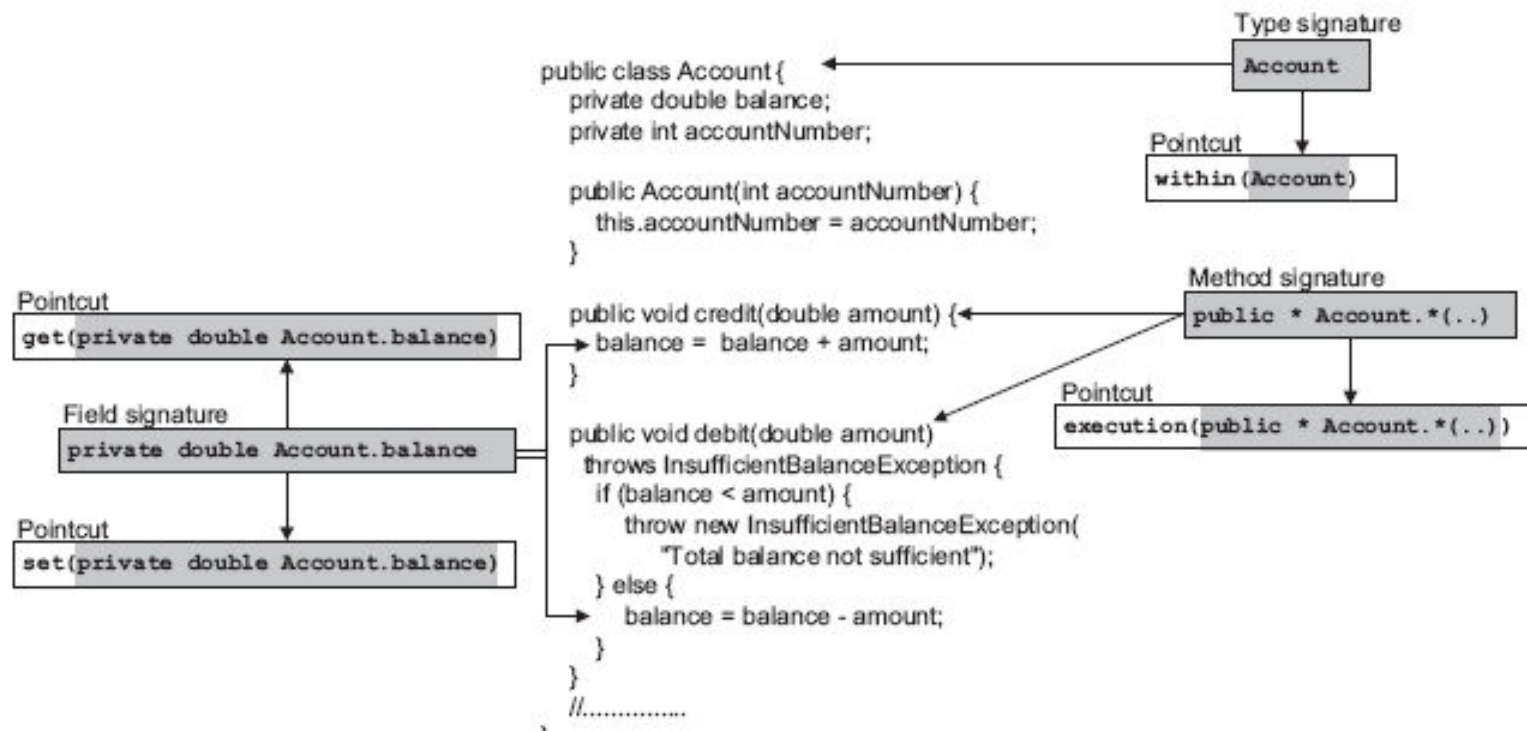 Type signature
Account
Pointcut
within(Account)
public class Account {
private double balance;
private int accountNumber;
public Account(int accountNumber) {
this.accountNumber = accountNumber;
}
public void credit(double amount) {
balance =  balance + amount;
}
public void debit(double amount)
throws InsufficientBalanceException {
if (balance < amount) {
throw new InsufficientBalanceException(
"Total balance not sufficient");
} else {
balance = balance - amount;
}
}
//...............
}
Method signature
public * Account.*(..)
Pointcut
execution(public * Account.*(..))
Pointcut
get(private double Account.balance)
Field signature
private double Account.balance
Pointcut
set(private double Account.balance)